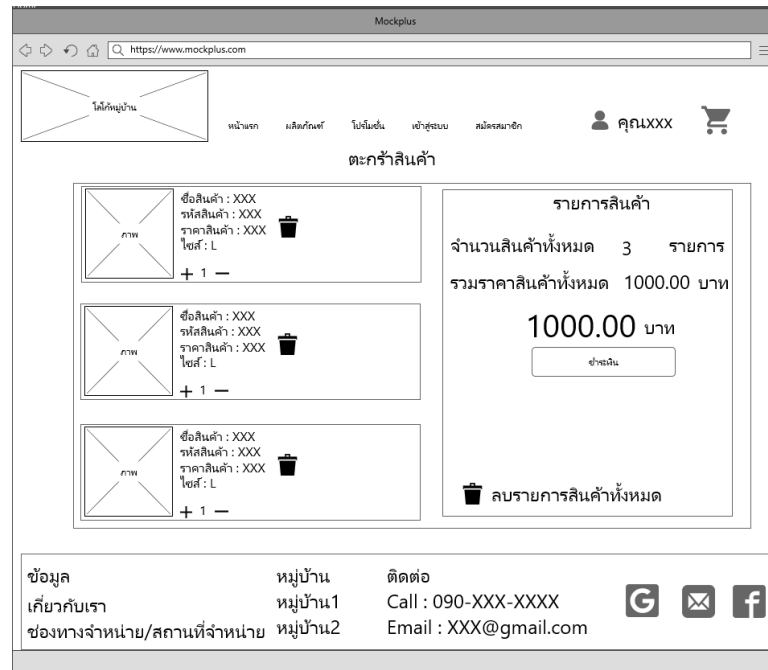 Mockplus
https://www.mockplus.com
โลโก้หมู่บ้าน
หน้าแรก ผลิตภัณฑ์ โปรโมชั่น เข้าสู่ระบบ สมัครสมาชิก คุณxxx
ตะกร้าสินค้า
ภาพ
ชื่อสินค้า : XXX
รหัสสินค้า : XXX
ราคาสินค้า : XXX
ไซส์ : L
+ 1 −
ภาพ
ชื่อสินค้า : XXX
รหัสสินค้า : XXX
ราคาสินค้า : XXX
ไซส์ : L
+ 1 −
ภาพ
ชื่อสินค้า : XXX
รหัสสินค้า : XXX
ราคาสินค้า : XXX
ไซส์ : L
+ 1 −
รายการสินค้า
จำนวนสินค้าทั้งหมด 3 รายการ
รวมราคาสินค้าทั้งหมด 1000.00 บาท
1000.00 บาท
ชำระเงิน
ลบรายการสินค้าทั้งหมด
ข้อมูล
เกี่ยวกับเรา
ช่องทางจำหน่าย/สถานที่จำหน่าย
หมู่บ้าน
หมู่บ้าน1
หมู่บ้าน2
ติดต่อ
Call : 090-XXX-XXXX
Email : XXX@gmail.com
G
f